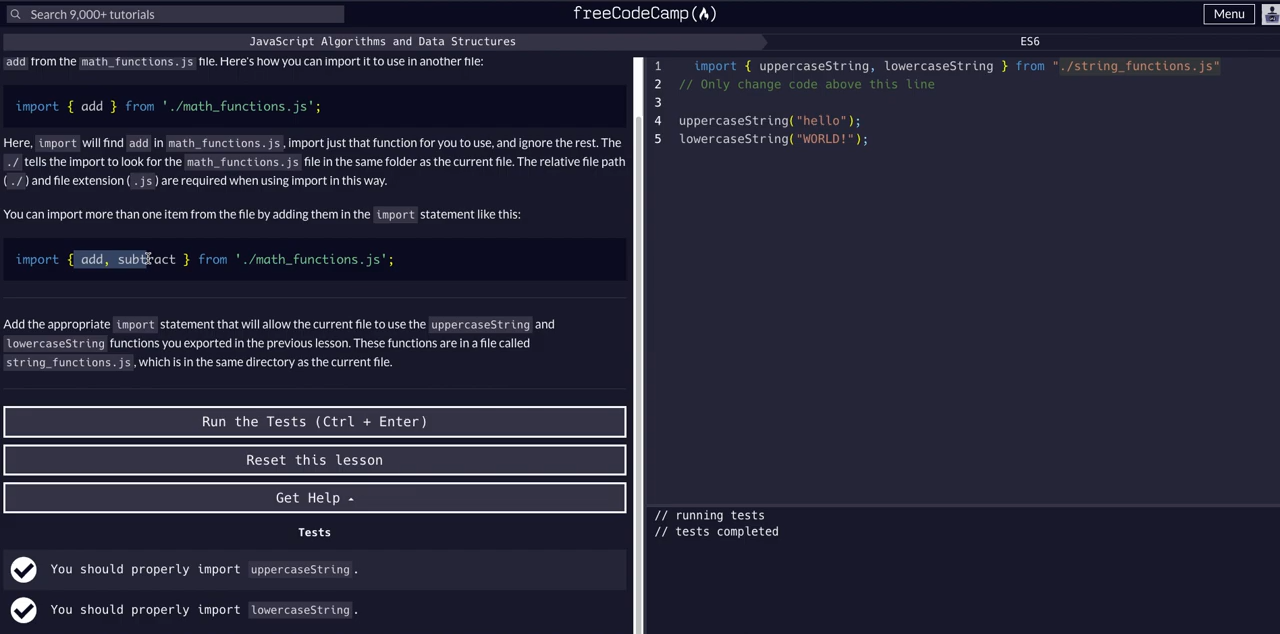 Search 9,000+ tutorials
freeCodeCamp
Menu
JavaScript Algorithms and Data Structures
ES6
add from the math_functions.js file. Here's how you can import it to use in another file:
import { add } from './math_functions.js';
Here, import will find add in math_functions.js, import just that function for you to use, and ignore the rest. The
./ tells the import to look for the math_functions.js file in the same folder as the current file. The relative file path
(./) and file extension (.js) are required when using import in this way.
You can import more than one item from the file by adding them in the import statement like this:
import { add, subtract } from './math_functions.js';
Add the appropriate import statement that will allow the current file to use the uppercaseString and
lowercaseString functions you exported in the previous lesson. These functions are in a file called
string_functions.js, which is in the same directory as the current file.
Run the Tests (Ctrl + Enter)
Reset this lesson
Get Help
Tests
You should properly import uppercaseString.
You should properly import lowercaseString.
1 import { uppercaseString, lowercaseString } from "./string_functions.js"
2 // Only change code above this line
3
4 uppercaseString("hello");
5 lowercaseString("WORLD!");
// running tests
// tests completed